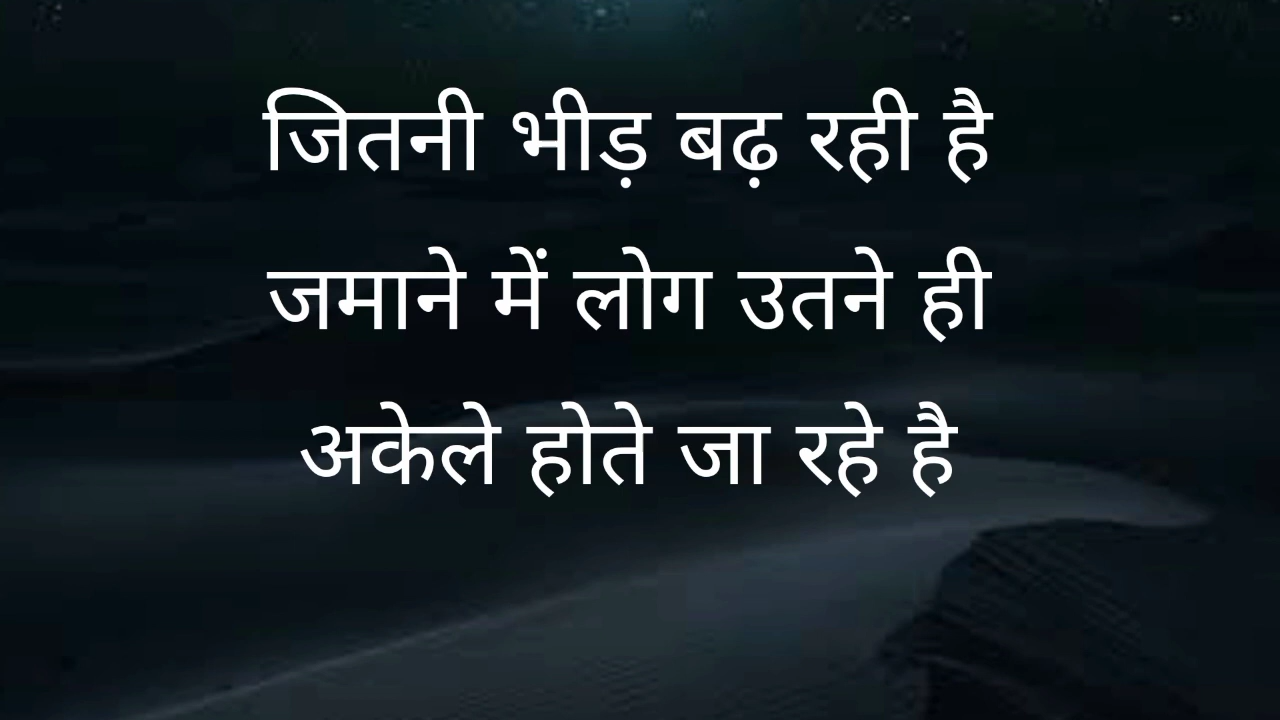 जितनी भीड़ बढ़ रही है
जमाने में लोग उतने ही
अकेले होते जा रहे है